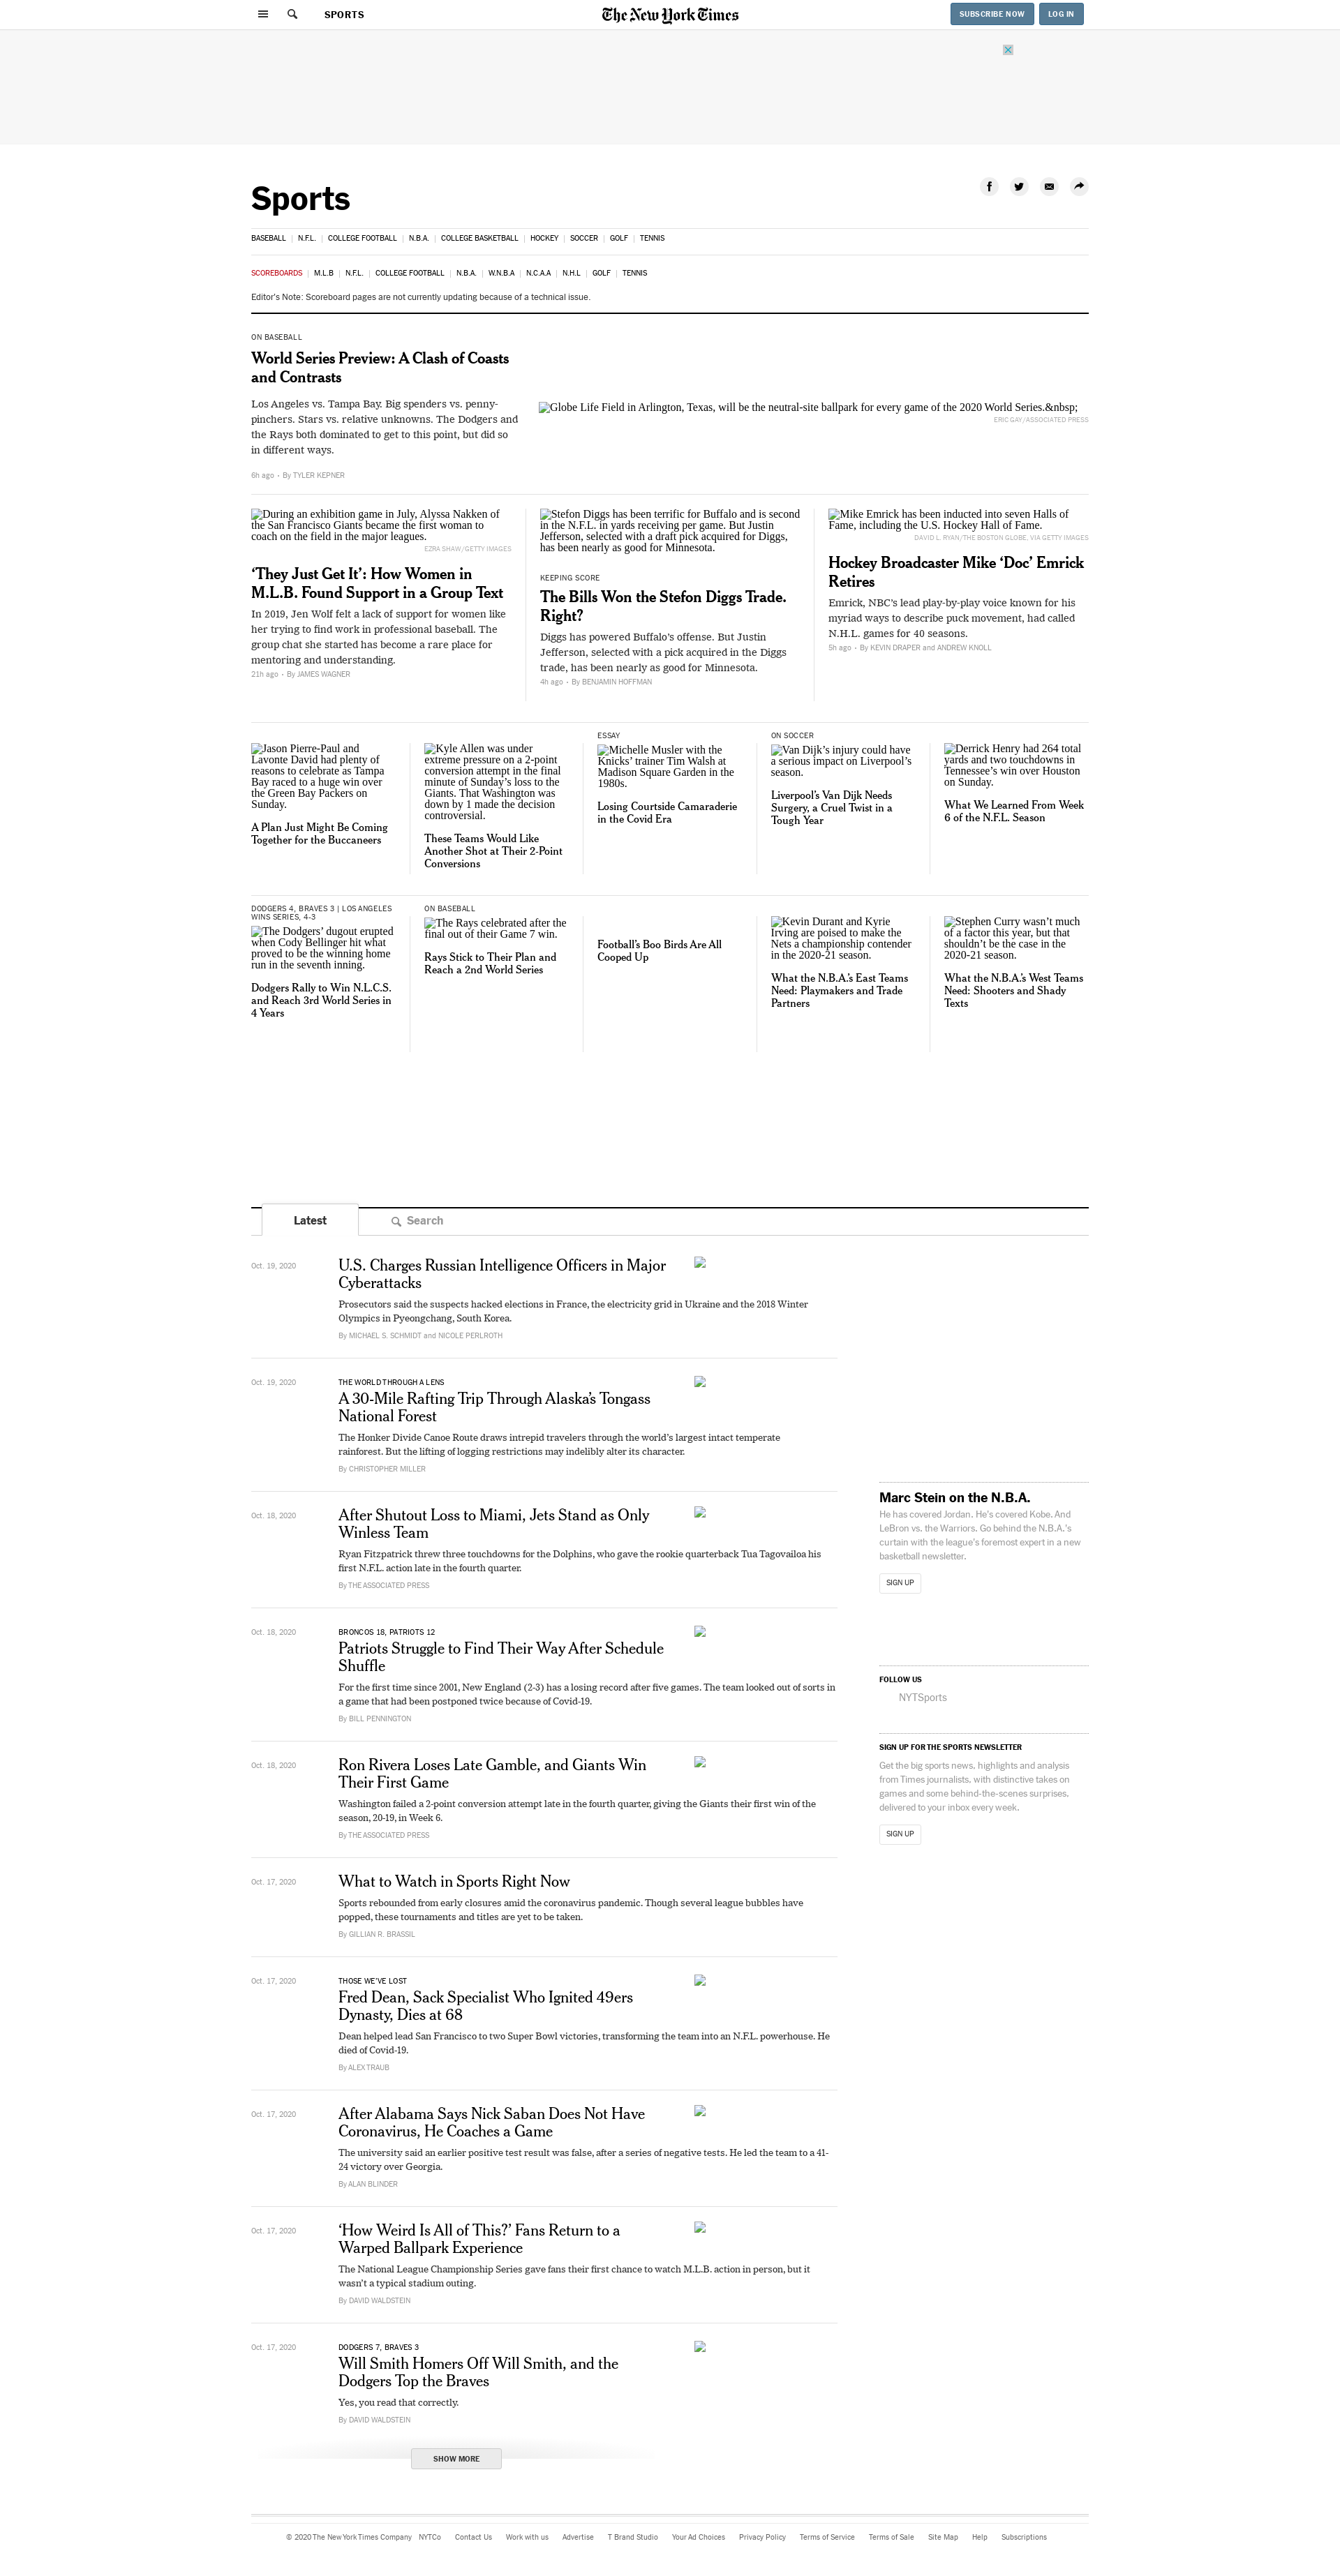 SPORTS
The New York Times
SUBSCRIBE NOW
LOG IN
Sports
BASEBALL | N.F.L. | COLLEGE FOOTBALL | N.B.A. | COLLEGE BASKETBALL | HOCKEY | SOCCER | GOLF | TENNIS
SCOREBOARDS | M.L.B | N.F.L. | COLLEGE FOOTBALL | N.B.A. | W.N.B.A | N.C.A.A | N.H.L | GOLF | TENNIS
Editor's Note: Scoreboard pages are not currently updating because of a technical issue.
ON BASEBALL
World Series Preview: A Clash of Coasts
and Contrasts
Los Angeles vs. Tampa Bay. Big spenders vs. penny-
pinchers. Stars vs. relative unknowns. The Dodgers and
the Rays both dominated to get to this point, but did so
in different ways.
6h ago • By TYLER KEPNER
Globe Life Field in Arlington, Texas, will be the neutral-site ballpark for every game of the 2020 World Series.&nbsp;
ERIC GAY/ASSOCIATED PRESS
During an exhibition game in July, Alyssa Nakken of
the San Francisco Giants became the first woman to
coach on the field in the major leagues.
EZRA SHAW/GETTY IMAGES
‘They Just Get It’: How Women in
M.L.B. Found Support in a Group Text
In 2019, Jen Wolf felt a lack of support for women like
her trying to find work in professional baseball. The
group chat she started has become a rare place for
mentoring and understanding.
21h ago • By JAMES WAGNER
Stefon Diggs has been terrific for Buffalo and is second
in the N.F.L. in yards receiving per game. But Justin
Jefferson, selected with a draft pick acquired for Diggs,
has been nearly as good for Minnesota.
KEEPING SCORE
The Bills Won the Stefon Diggs Trade.
Right?
Diggs has powered Buffalo’s offense. But Justin
Jefferson, selected with a pick acquired in the Diggs
trade, has been nearly as good for Minnesota.
4h ago • By BENJAMIN HOFFMAN
Mike Emrick has been inducted into seven Halls of
Fame, including the U.S. Hockey Hall of Fame.
DAVID L. RYAN/THE BOSTON GLOBE, VIA GETTY IMAGES
Hockey Broadcaster Mike ‘Doc’ Emrick
Retires
Emrick, NBC’s lead play-by-play voice known for his
myriad ways to describe puck movement, had called
N.H.L. games for 40 seasons.
5h ago • By KEVIN DRAPER and ANDREW KNOLL
Jason Pierre-Paul and
Lavonte David had plenty of
reasons to celebrate as Tampa
Bay raced to a huge win over
the Green Bay Packers on
Sunday.
A Plan Just Might Be Coming
Together for the Buccaneers
Kyle Allen was under
extreme pressure on a 2-point
conversion attempt in the final
minute of Sunday’s loss to the
Giants. That Washington was
down by 1 made the decision
controversial.
These Teams Would Like
Another Shot at Their 2-Point
Conversions
ESSAY
Michelle Musler with the
Knicks’ trainer Tim Walsh at
Madison Square Garden in the
1980s.
Losing Courtside Camaraderie
in the Covid Era
ON SOCCER
Van Dijk’s injury could have
a serious impact on Liverpool’s
season.
Liverpool’s Van Dijk Needs
Surgery, a Cruel Twist in a
Tough Year
Derrick Henry had 264 total
yards and two touchdowns in
Tennessee’s win over Houston
on Sunday.
What We Learned From Week
6 of the N.F.L. Season
DODGERS 4, BRAVES 3 | LOS ANGELES
WINS SERIES, 4-3
The Dodgers’ dugout erupted
when Cody Bellinger hit what
proved to be the winning home
run in the seventh inning.
Dodgers Rally to Win N.L.C.S.
and Reach 3rd World Series in
4 Years
ON BASEBALL
The Rays celebrated after the
final out of their Game 7 win.
Rays Stick to Their Plan and
Reach a 2nd World Series
Football’s Boo Birds Are All
Cooped Up
Kevin Durant and Kyrie
Irving are poised to make the
Nets a championship contender
in the 2020-21 season.
What the N.B.A.’s East Teams
Need: Playmakers and Trade
Partners
Stephen Curry wasn’t much
of a factor this year, but that
shouldn’t be the case in the
2020-21 season.
What the N.B.A.’s West Teams
Need: Shooters and Shady
Texts
Latest
Search
Oct. 19, 2020
U.S. Charges Russian Intelligence Officers in Major
Cyberattacks
Prosecutors said the suspects hacked elections in France, the electricity grid in Ukraine and the 2018 Winter
Olympics in Pyeongchang, South Korea.
By MICHAEL S. SCHMIDT and NICOLE PERLROTH
Oct. 19, 2020
THE WORLD THROUGH A LENS
A 30-Mile Rafting Trip Through Alaska’s Tongass
National Forest
The Honker Divide Canoe Route draws intrepid travelers through the world’s largest intact temperate
rainforest. But the lifting of logging restrictions may indelibly alter its character.
By CHRISTOPHER MILLER
Oct. 18, 2020
After Shutout Loss to Miami, Jets Stand as Only
Winless Team
Ryan Fitzpatrick threw three touchdowns for the Dolphins, who gave the rookie quarterback Tua Tagovailoa his
first N.F.L. action late in the fourth quarter.
By THE ASSOCIATED PRESS
Oct. 18, 2020
BRONCOS 18, PATRIOTS 12
Patriots Struggle to Find Their Way After Schedule
Shuffle
For the first time since 2001, New England (2-3) has a losing record after five games. The team looked out of sorts in
a game that had been postponed twice because of Covid-19.
By BILL PENNINGTON
Oct. 18, 2020
Ron Rivera Loses Late Gamble, and Giants Win
Their First Game
Washington failed a 2-point conversion attempt late in the fourth quarter, giving the Giants their first win of the
season, 20-19, in Week 6.
By THE ASSOCIATED PRESS
Oct. 17, 2020
What to Watch in Sports Right Now
Sports rebounded from early closures amid the coronavirus pandemic. Though several league bubbles have
popped, these tournaments and titles are yet to be taken.
By GILLIAN R. BRASSIL
Oct. 17, 2020
THOSE WE’VE LOST
Fred Dean, Sack Specialist Who Ignited 49ers
Dynasty, Dies at 68
Dean helped lead San Francisco to two Super Bowl victories, transforming the team into an N.F.L. powerhouse. He
died of Covid-19.
By ALEX TRAUB
Oct. 17, 2020
After Alabama Says Nick Saban Does Not Have
Coronavirus, He Coaches a Game
The university said an earlier positive test result was false, after a series of negative tests. He led the team to a 41-
24 victory over Georgia.
By ALAN BLINDER
Oct. 17, 2020
‘How Weird Is All of This?’ Fans Return to a
Warped Ballpark Experience
The National League Championship Series gave fans their first chance to watch M.L.B. action in person, but it
wasn’t a typical stadium outing.
By DAVID WALDSTEIN
Oct. 17, 2020
DODGERS 7, BRAVES 3
Will Smith Homers Off Will Smith, and the
Dodgers Top the Braves
Yes, you read that correctly.
By DAVID WALDSTEIN
SHOW MORE
Marc Stein on the N.B.A.
He has covered Jordan. He's covered Kobe. And
LeBron vs. the Warriors. Go behind the N.B.A.'s
curtain with the league's foremost expert in a new
basketball newsletter.
SIGN UP
FOLLOW US
NYTSports
SIGN UP FOR THE SPORTS NEWSLETTER
Get the big sports news, highlights and analysis
from Times journalists, with distinctive takes on
games and some behind-the-scenes surprises,
delivered to your inbox every week.
SIGN UP
© 2020 The New York Times Company NYTCo Contact Us Work with us Advertise T Brand Studio Your Ad Choices Privacy Policy Terms of Service Terms of Sale Site Map Help Subscriptions